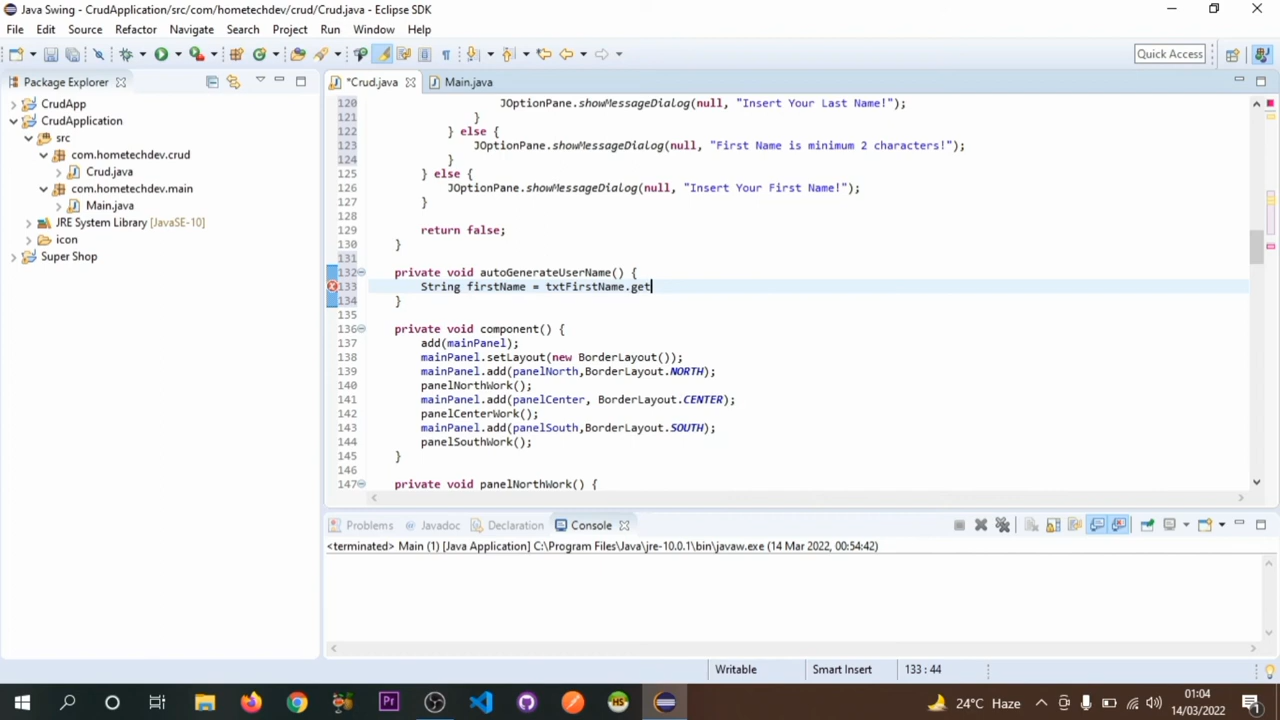 Java Swing - CrudApplication/src/com/hometechdev/crud/Crud.java - Eclipse SDK
File Edit Source Refactor Navigate Search Project Run Window Help
Quick Access
Package Explorer
*Crud.java
Main.java
CrudApp
CrudApplication
src
com.hometechdev.crud
Crud.java
com.hometechdev.main
Main.java
JRE System Library [JavaSE-10]
icon
Super Shop
120 JOptionPane.showMessageDialog(null, "Insert Your Last Name!");
121 }
122 } else {
123 JOptionPane.showMessageDialog(null, "First Name is minimum 2 characters!");
124 }
125 } else {
126 JOptionPane.showMessageDialog(null, "Insert Your First Name!");
127 }
128
129 return false;
130 }
131
132 private void autoGenerateUserName() {
133 String firstName = txtFirstName.get
134 }
135
136 private void component() {
137 add(mainPanel);
138 mainPanel.setLayout(new BorderLayout());
139 mainPanel.add(panelNorth,BorderLayout.NORTH);
140 panelNorthWork();
141 mainPanel.add(panelCenter, BorderLayout.CENTER);
142 panelCenterWork();
143 mainPanel.add(panelSouth,BorderLayout.SOUTH);
144 panelSouthWork();
145 }
146
147 private void panelNorthWork() {
Problems @ Javadoc Declaration Console
<terminated> Main (1) [Java Application] C:\Program Files\Java\jre-10.0.1\bin\javaw.exe (14 Mar 2022, 00:54:42)
Writable Smart Insert 133 : 44
Pr
HS
24°C Haze
01:04
14/03/2022
1